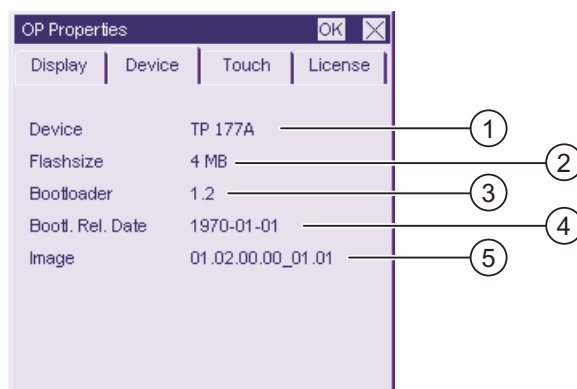 OP Properties OK
Display Device Touch License
Device TP 177A 1
Flashsize 4 MB 2
Bootloader 1.2 3
Bootl. Rel. Date 1970-01-01 4
Image 01.02.00.00_01.01 5